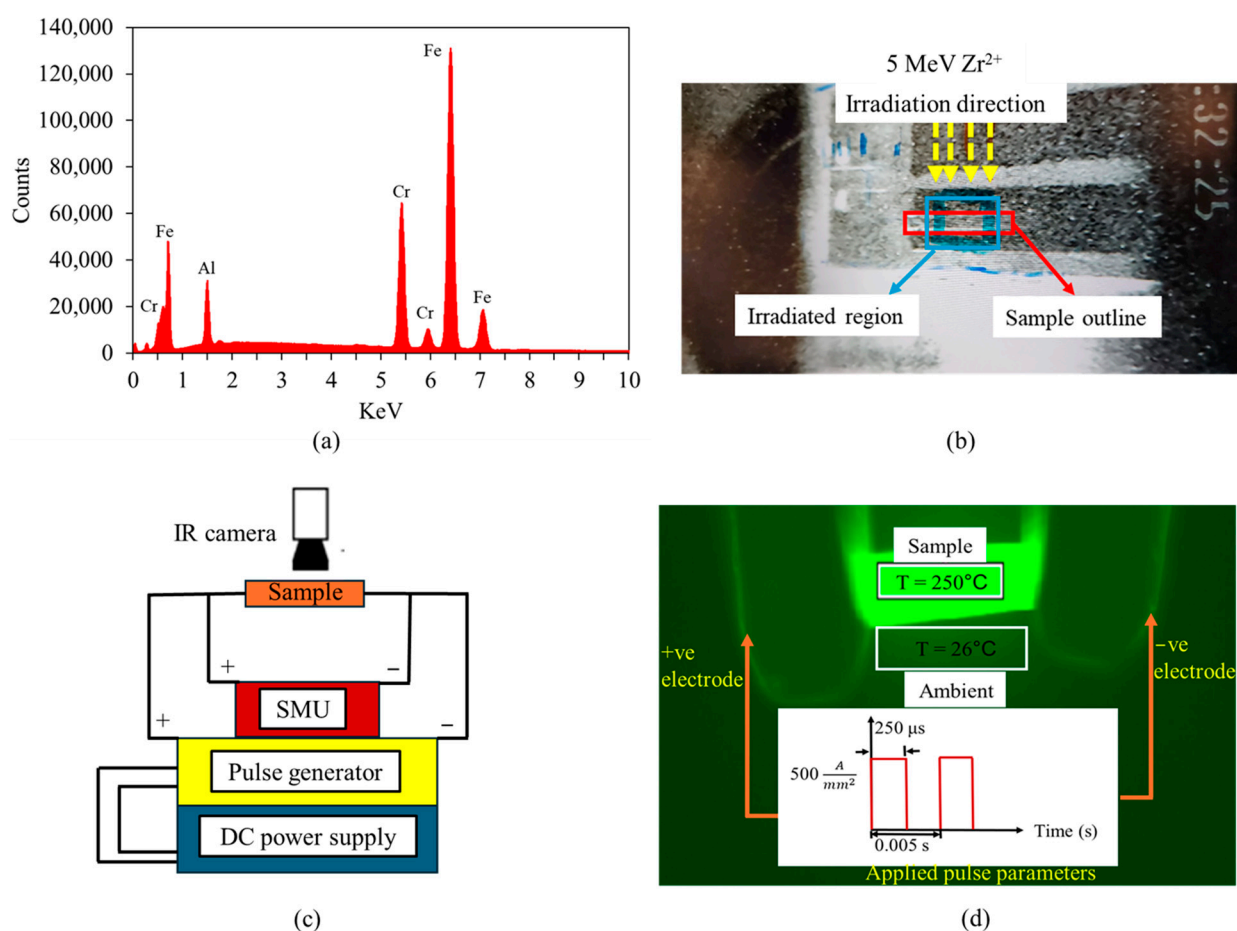 140,000
120,000
100,000
80,000
60,000
40,000
20,000
0
Counts
Fe
Cr
Fe
Al
Cr
Cr
Fe
0 1 2 3 4 5 6 7 8 9 10
KeV
(a)
5 MeV Zr²⁺
Irradiation direction
:32:25
Irradiated region
Sample outline
(b)
IR camera
Sample
+ −
SMU
+ −
Pulse generator
DC power supply
(c)
Sample
T = 250°C
T = 26°C
Ambient
+ve
electrode
−ve
electrode
250 μs
500 A/mm²
Time (s)
0.005 s
Applied pulse parameters
(d)